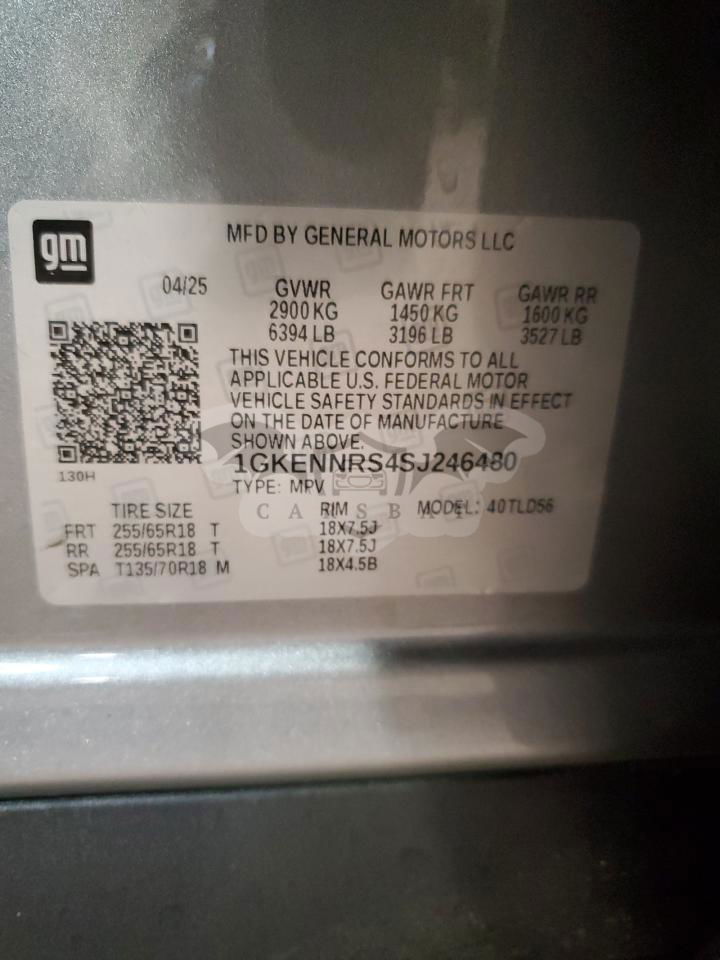 gm
MFD BY GENERAL MOTORS LLC
04/25 GVWR GAWR FRT GAWR RR
2900 KG 1450 KG 1600 KG
6394 LB 3196 LB 3527 LB
THIS VEHICLE CONFORMS TO ALL
APPLICABLE U.S. FEDERAL MOTOR
VEHICLE SAFETY STANDARDS IN EFFECT
ON THE DATE OF MANUFACTURE
SHOWN ABOVE.
1GKENNRS4SJ246480
130H
TYPE: MPV
TIRE SIZE RIM MODEL: 40TLD56
CARSBAT
FRT 255/65R18 T 18X7.5J
RR 255/65R18 T 18X7.5J
SPA T135/70R18 M 18X4.5B